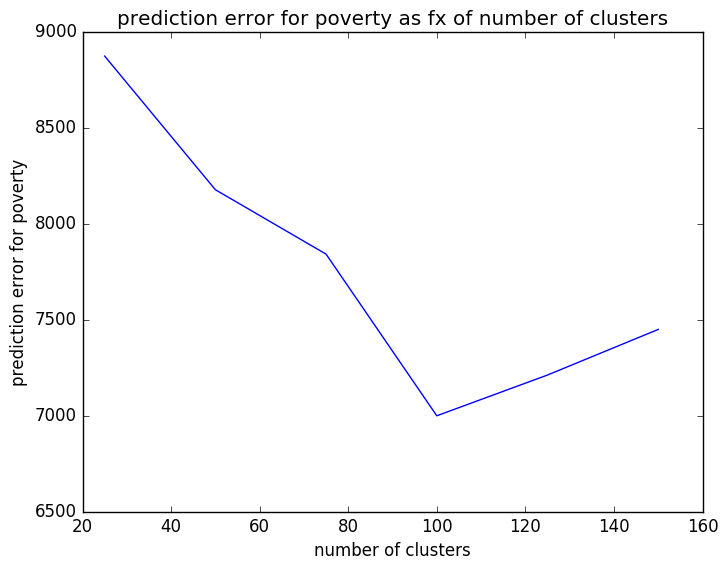 prediction error for poverty as fx of number of clusters
9000
8500
8000
7500
7000
6500
prediction error for poverty
20 40 60 80 100 120 140 160
number of clusters